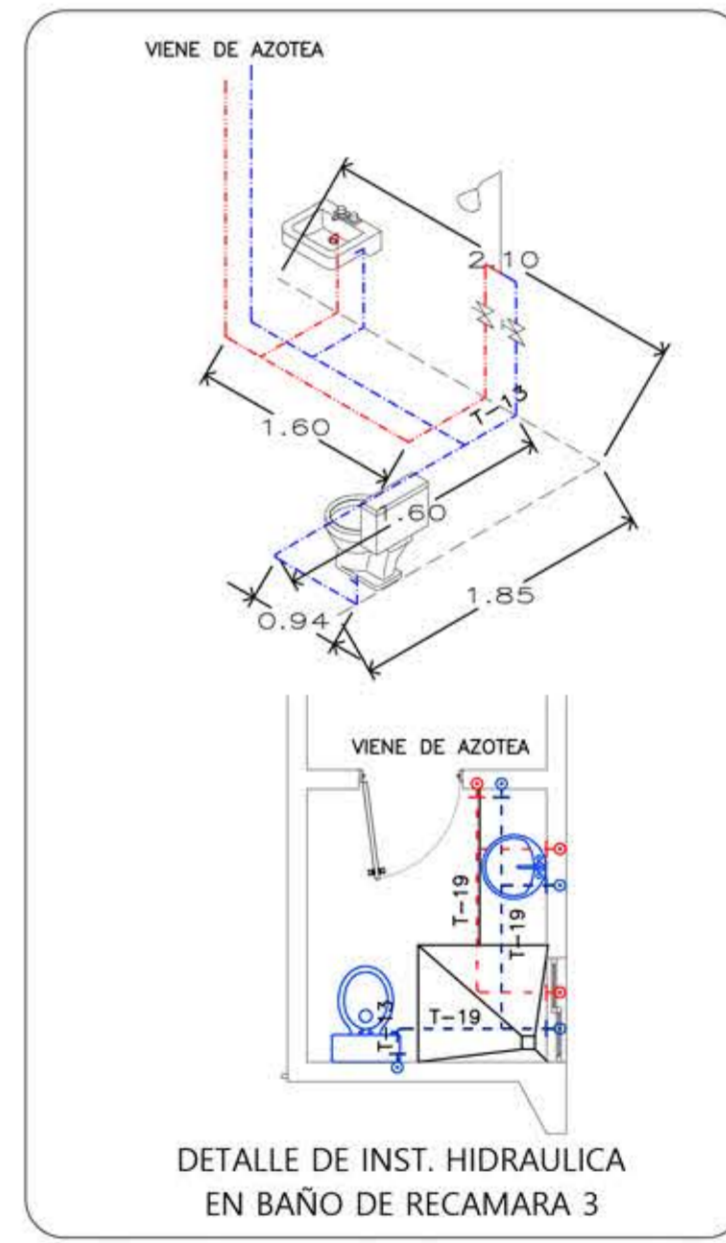 VIENE DE AZOTEA
2.10
T-13
1.60
1.60
1.85
0.94
VIENE DE AZOTEA
T-19
T-19
T-19
T-13
DETALLE DE INST. HIDRAULICA
EN BAÑO DE RECAMARA 3